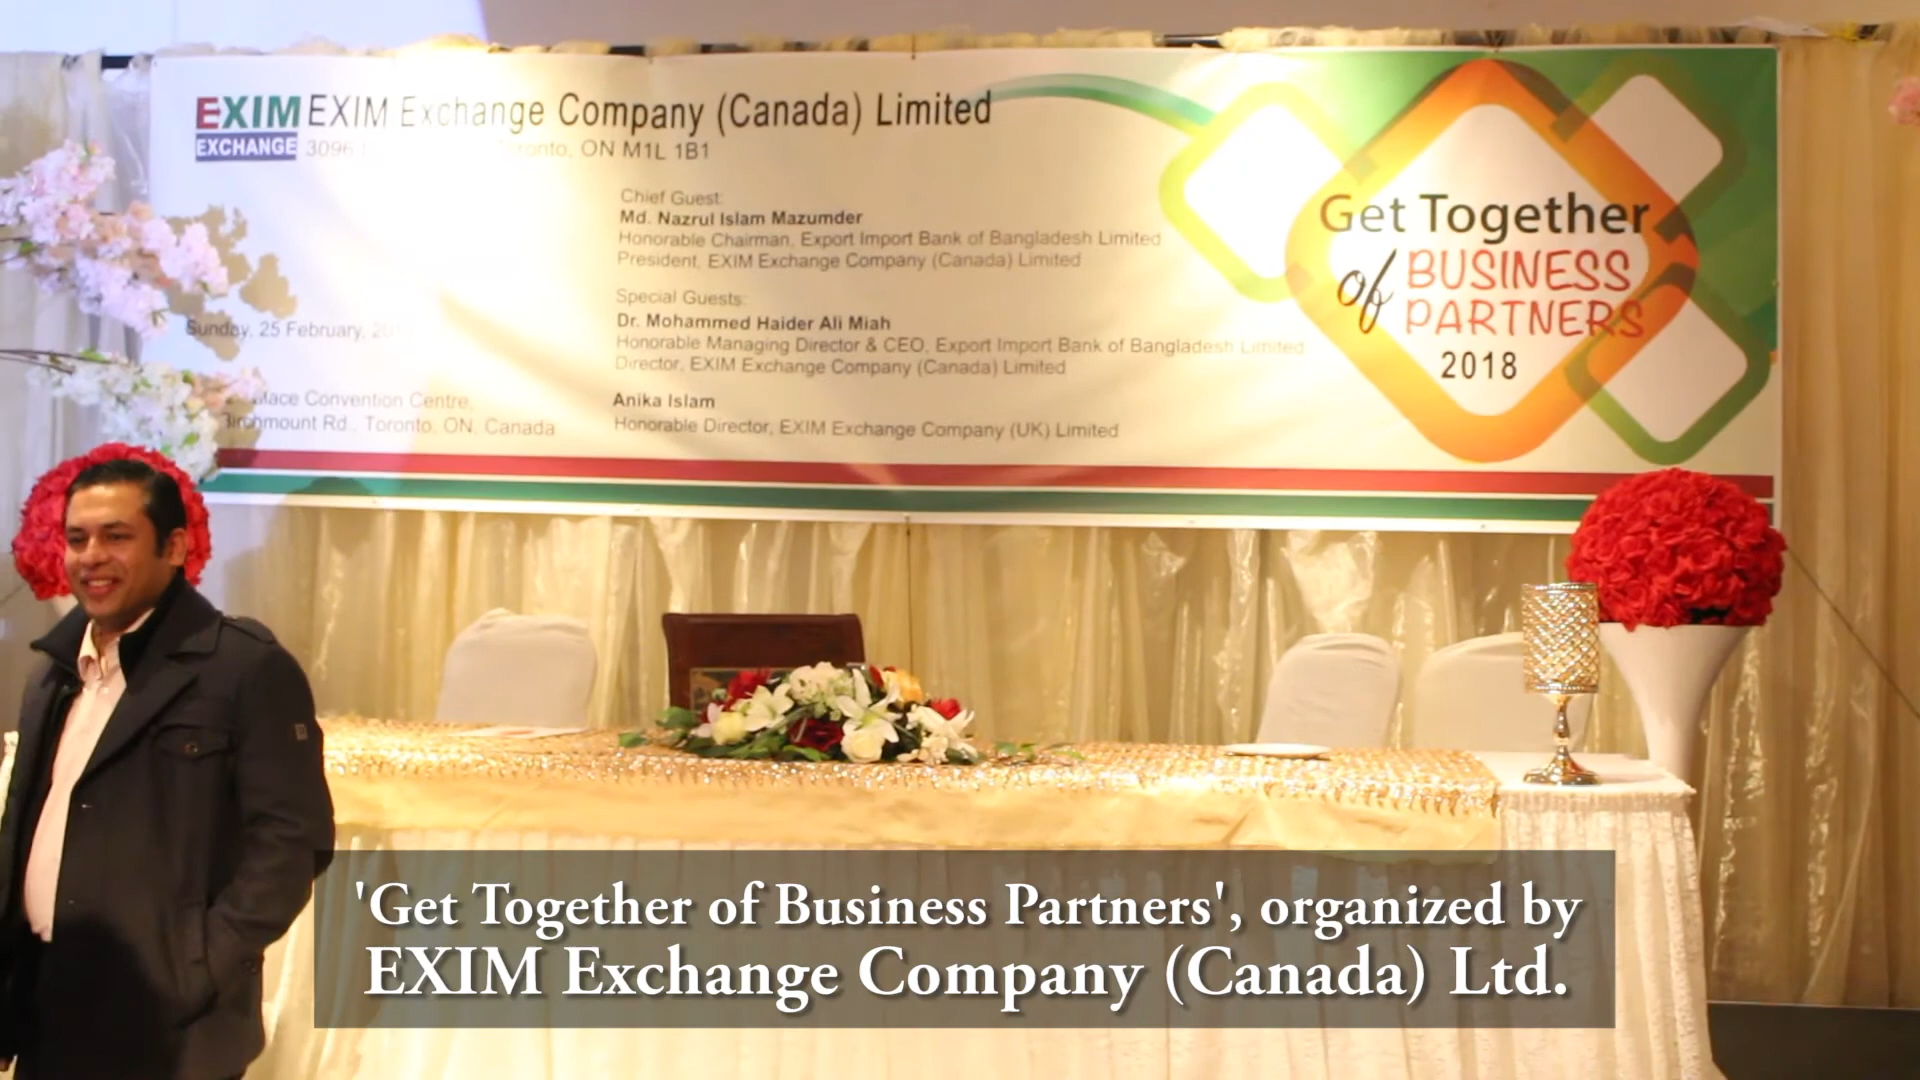 EXIM EXIM Exchange Company (Canada) Limited
EXCHANGE 3096 ON M1L 1B1
Chief Guest:
Md. Nazrul Islam Mazumder
Honorable Chairman, Export Import Bank of Bangladesh Limited
President, EXIM Exchange Company (Canada) Limited
Special Guests:
Dr. Mohammed Haider Ali Miah
Honorable Managing Director & CEO, Export Import Bank of Bangladesh Limited
Director, EXIM Exchange Company (Canada) Limited
Anika Islam
Honorable Director, EXIM Exchange Company (UK) Limited
Sunday, 25 February,
Convention Centre,
Rd., Toronto, ON, Canada
Get Together
of BUSINESS
PARTNERS
2018
'Get Together of Business Partners', organized by
EXIM Exchange Company (Canada) Ltd.